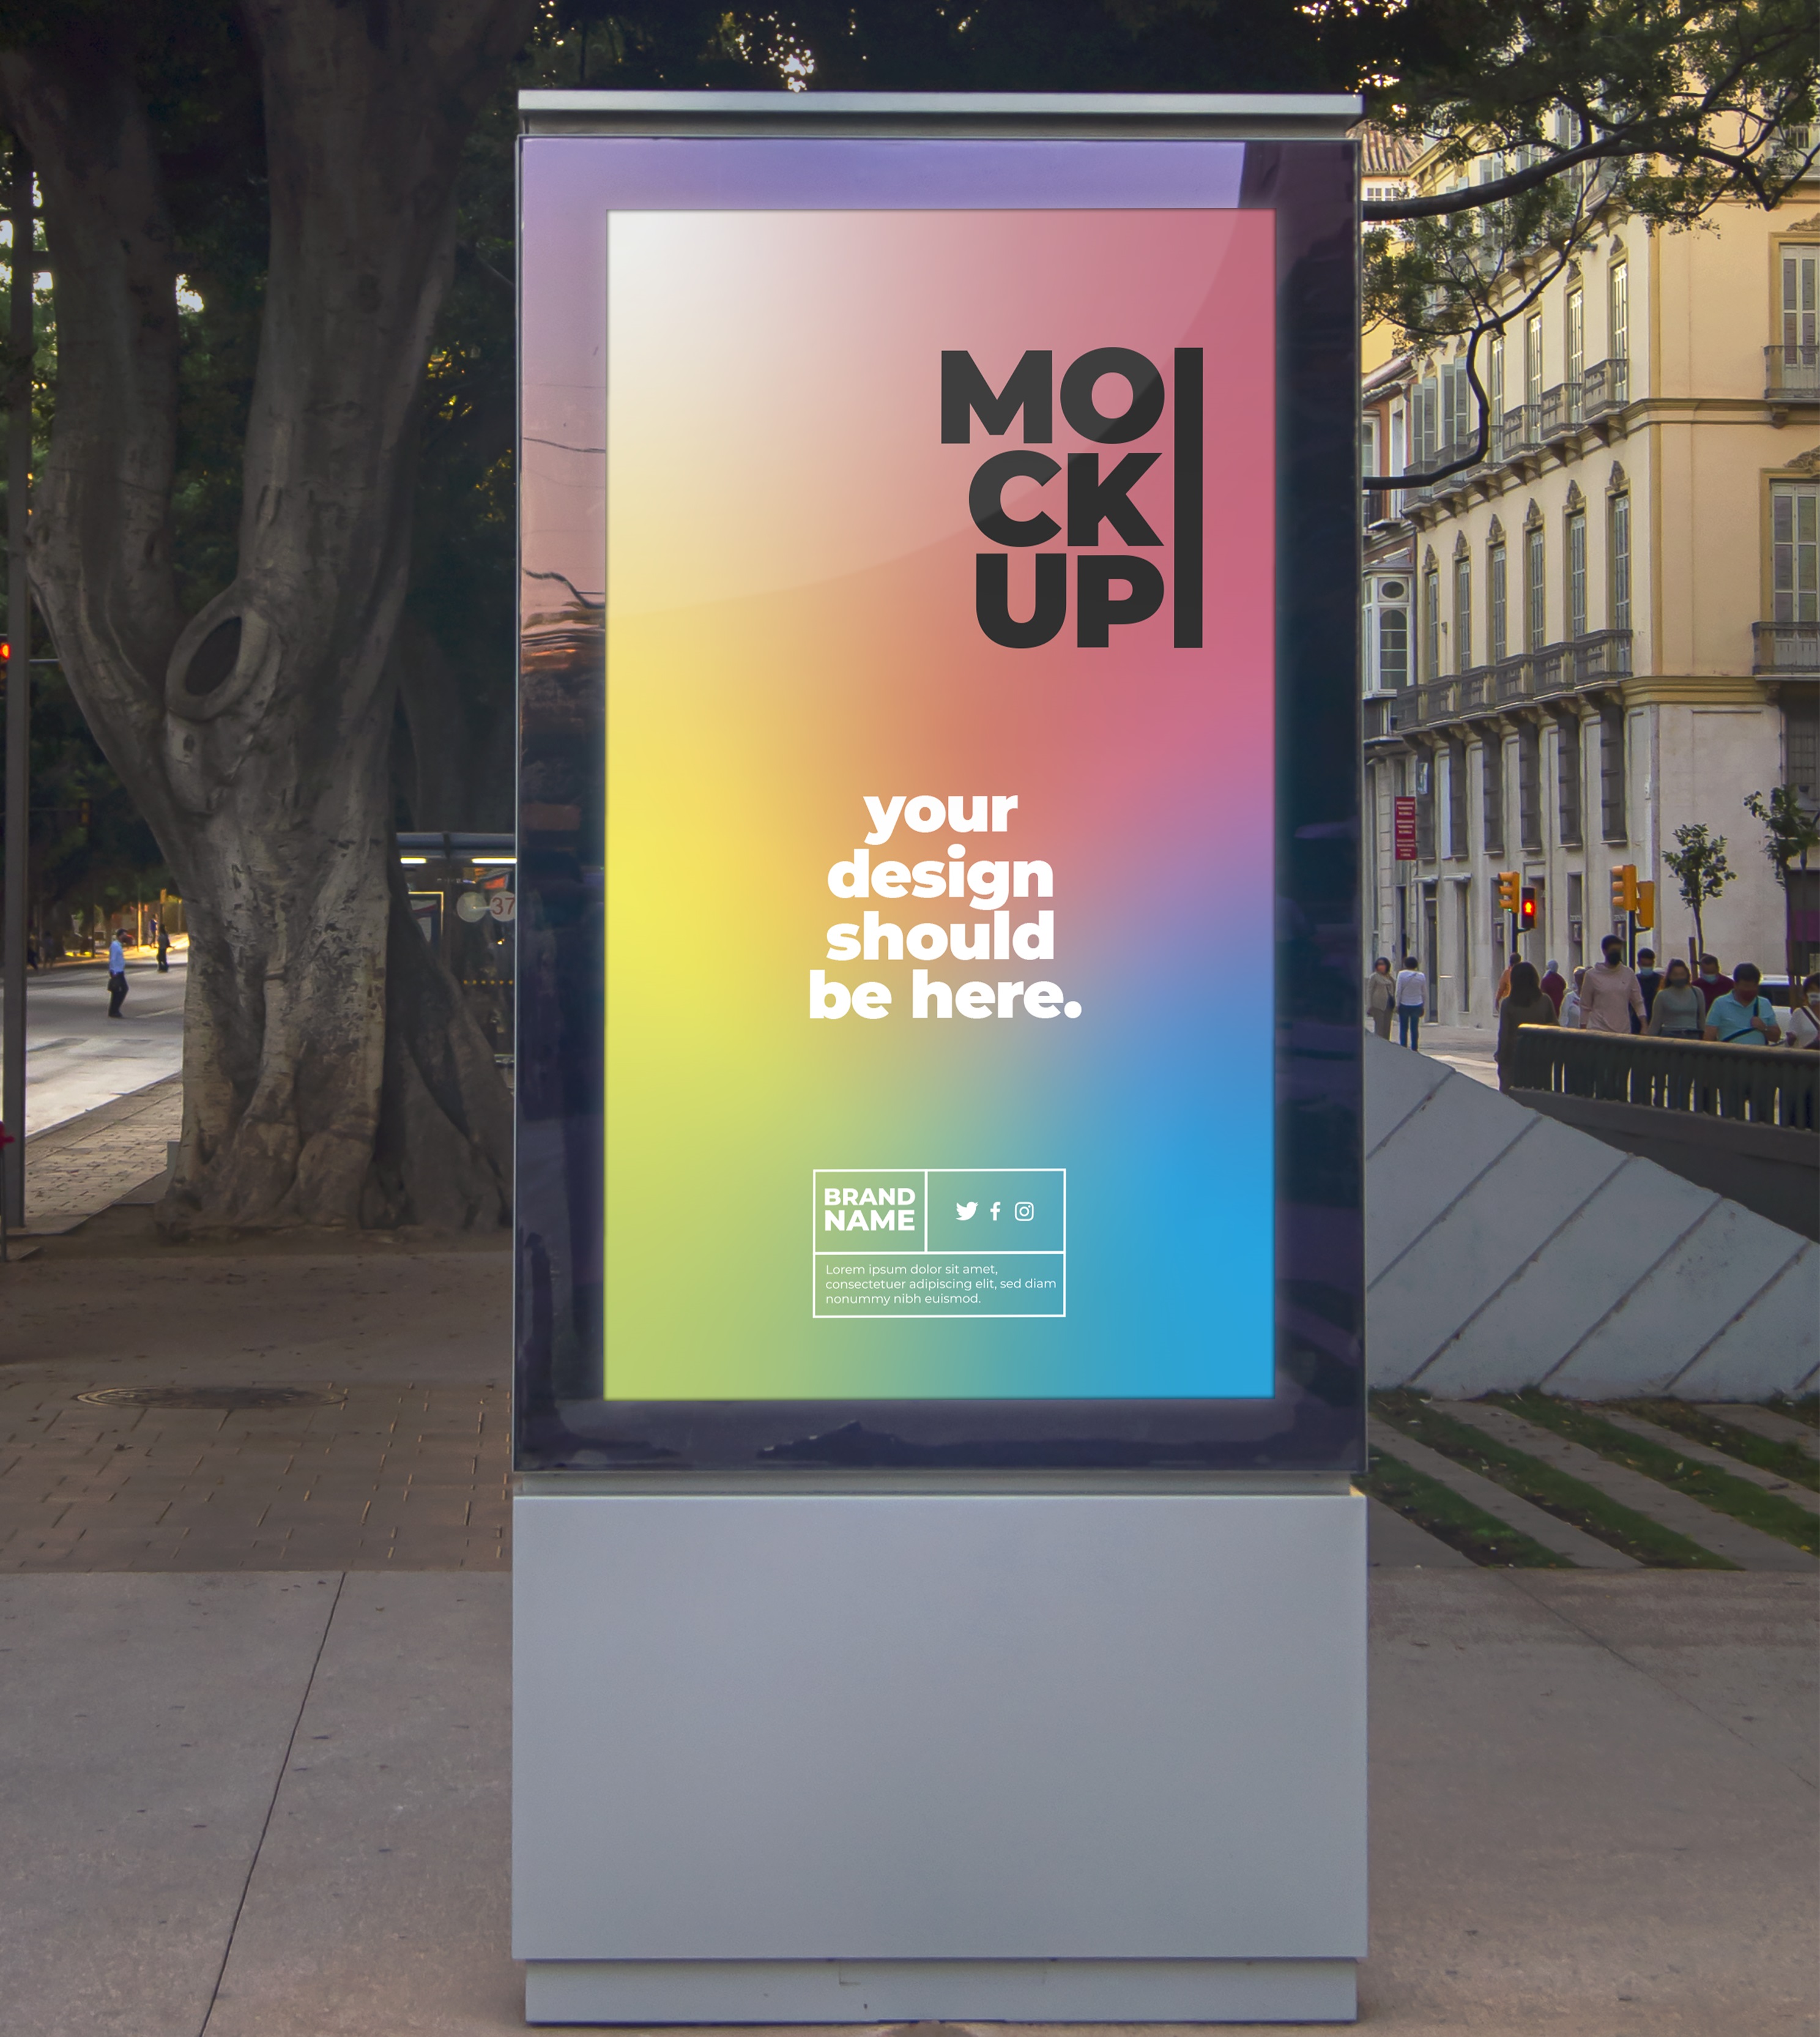 MO
CK
UP
your
design
should
be here.
BRAND
NAME
Lorem ipsum dolor sit amet,
consectetuer adipiscing elit, sed diam
nonummy nibh euismod.
37